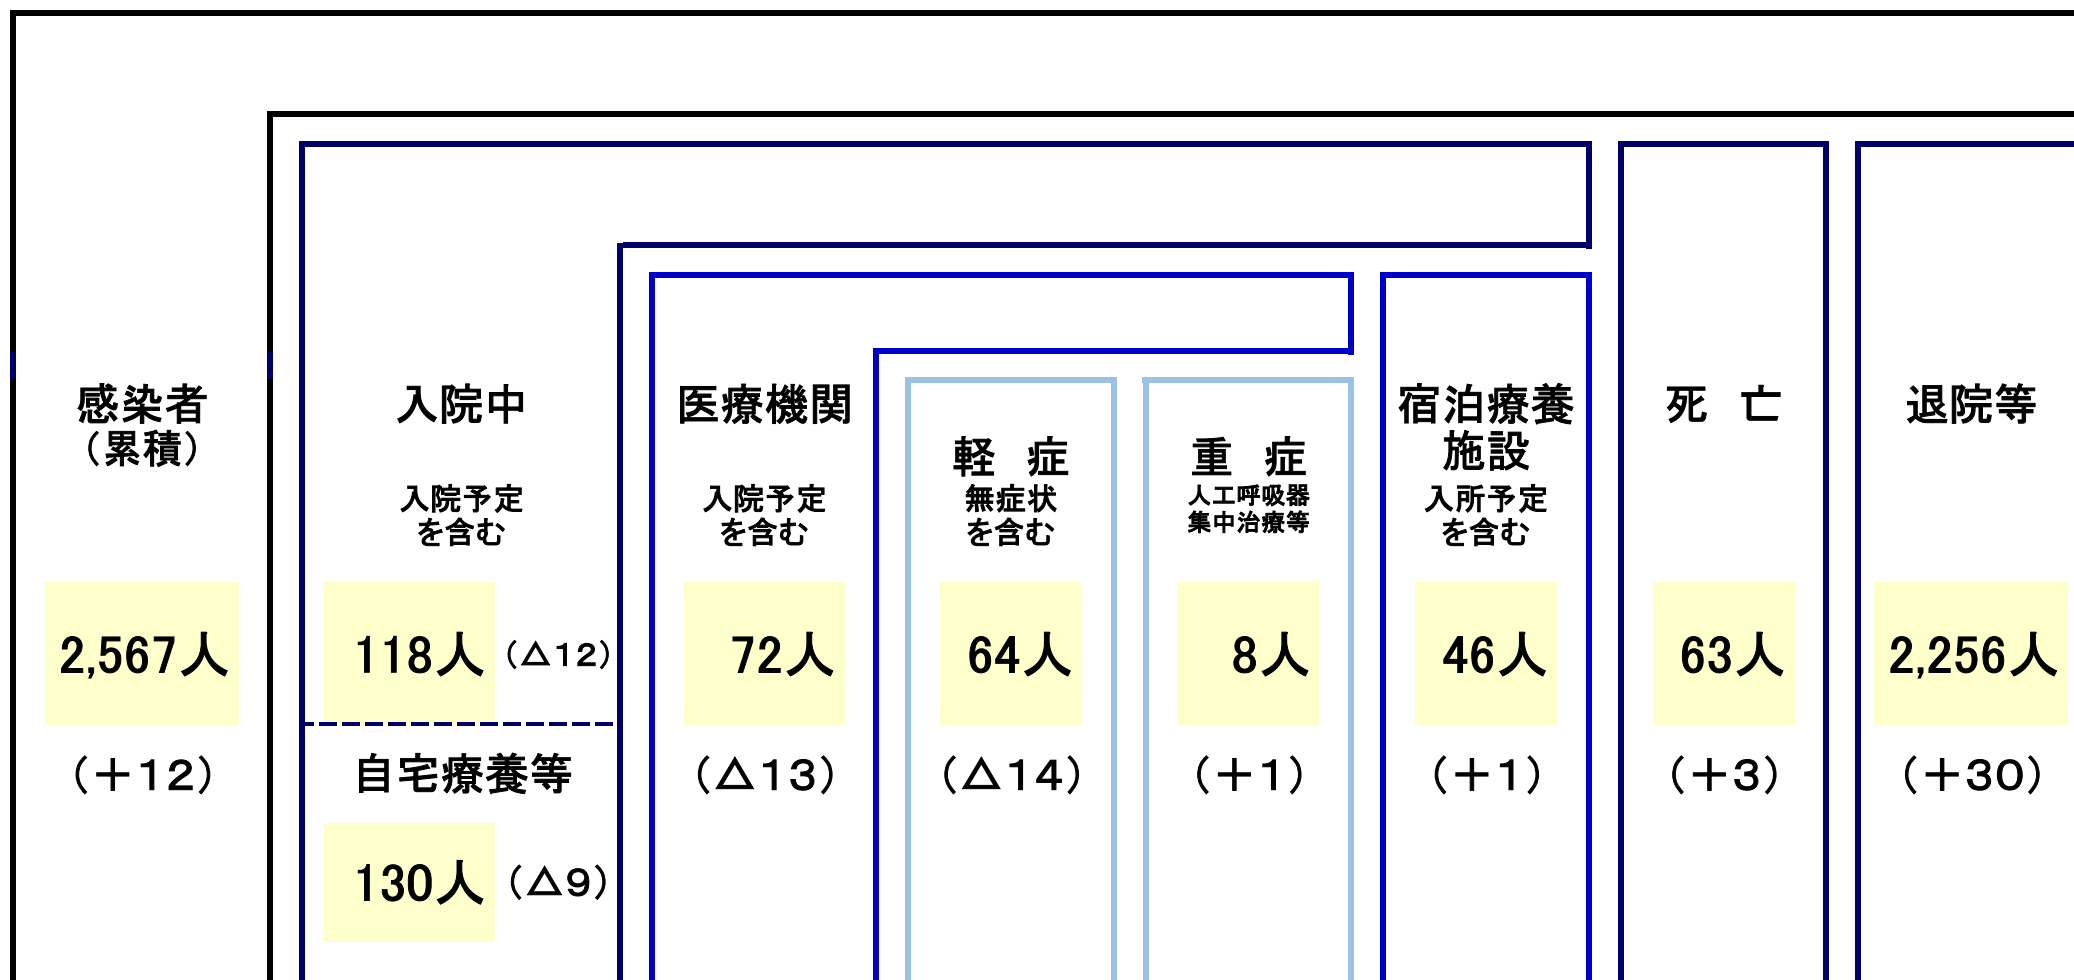 感染者
（累積）
2,567人
（＋12）
入院中
入院予定
を含む
118人 （△12）
自宅療養等
130人 （△9）
医療機関
入院予定
を含む
72人
（△13）
軽　症
無症状
を含む
64人
（△14）
重　症
人工呼吸器
集中治療等
8人
（＋1）
宿泊療養
施設
入所予定
を含む
46人
（＋1）
死　亡
63人
（＋3）
退院等
2,256人
（＋30）